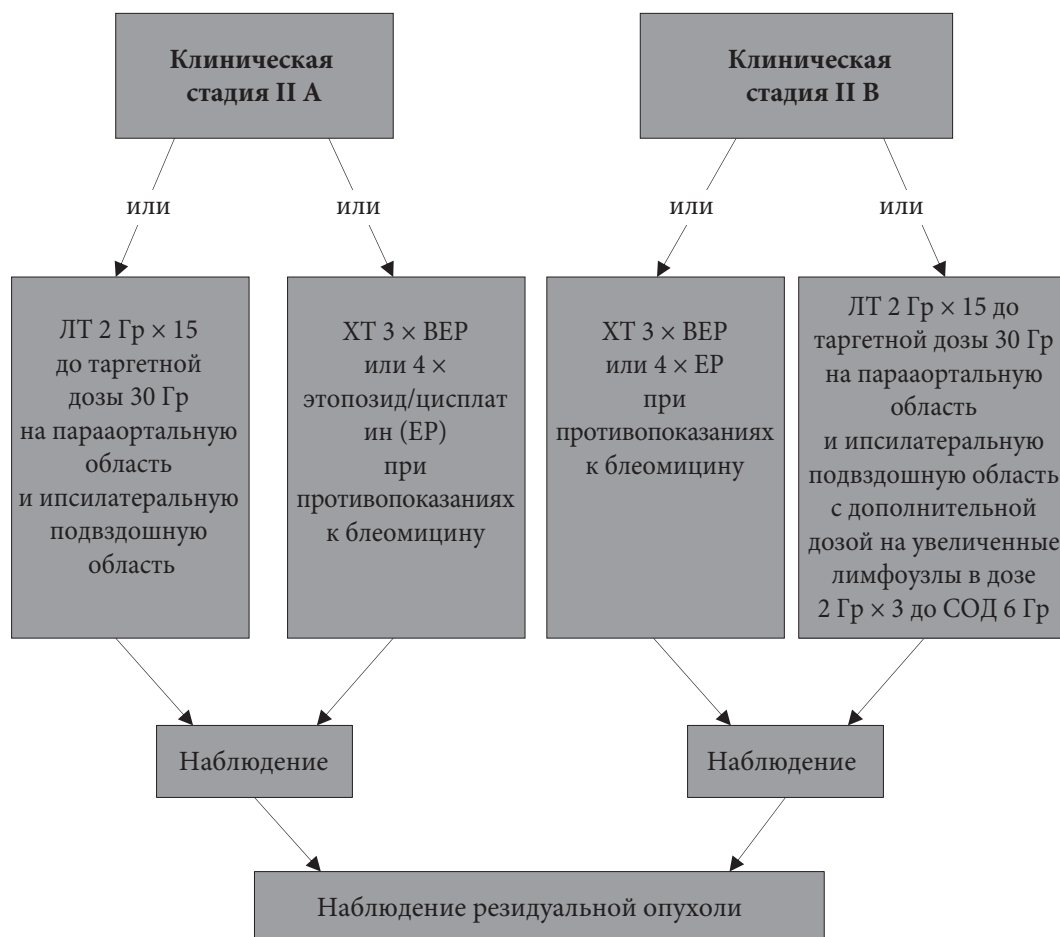 Клиническая
стадия II A
Клиническая
стадия II B
или
или
или
или
ЛТ 2 Гр × 15
до таргетной
дозы 30 Гр
на парааортальную
область
и ипсилатеральную
подвздошную
область
ХТ 3 × BEP
или 4 ×
этопозид/цисплат
ин (EP)
при
противопоказаниях
к блеомицину
ХТ 3 × BEP
или 4 × EP
при
противопоказаниях
к блеомицину
ЛТ 2 Гр × 15 до
таргетной дозы 30 Гр
на парааортальную
область
и ипсилатеральную
подвздошную область
с дополнительной
дозой на увеличенные
лимфоузлы в дозе
2 Гр × 3 до СОД 6 Гр
Наблюдение
Наблюдение
Наблюдение резидуальной опухоли